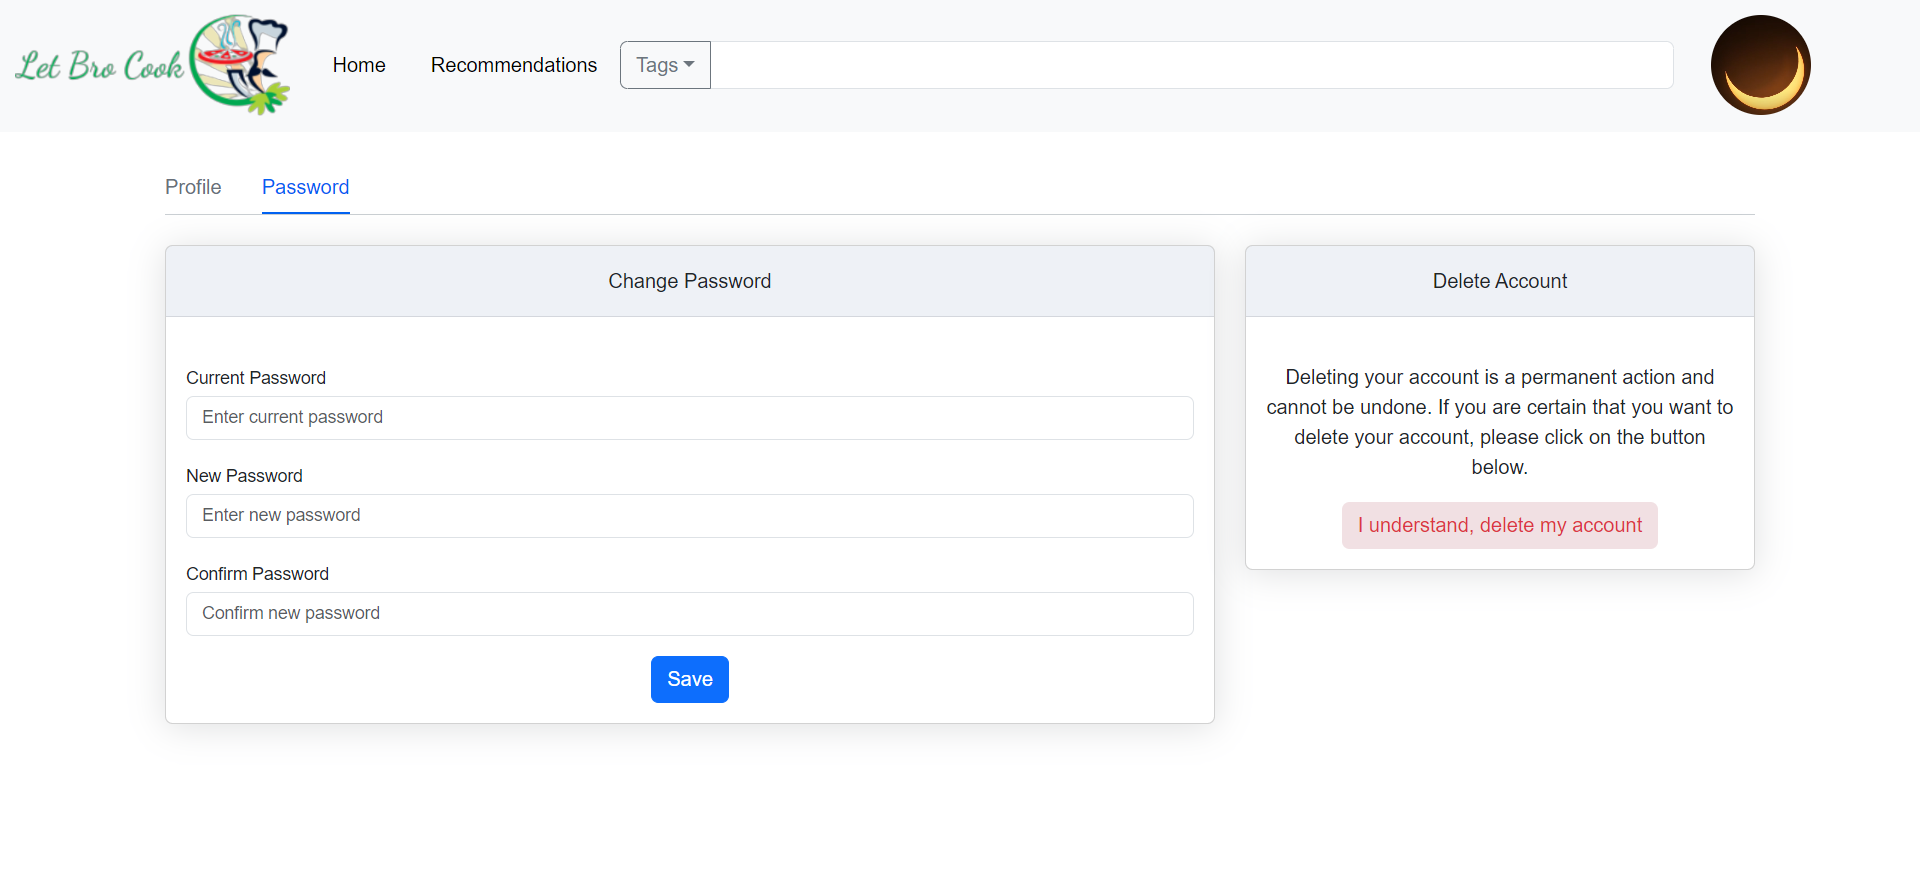 Let Bro Cook
Home
Recommendations
Tags
Profile
Password
Change Password
Current Password
Enter current password
New Password
Enter new password
Confirm Password
Confirm new password
Save
Delete Account
Deleting your account is a permanent action and
cannot be undone. If you are certain that you want to
delete your account, please click on the button
below.
I understand, delete my account